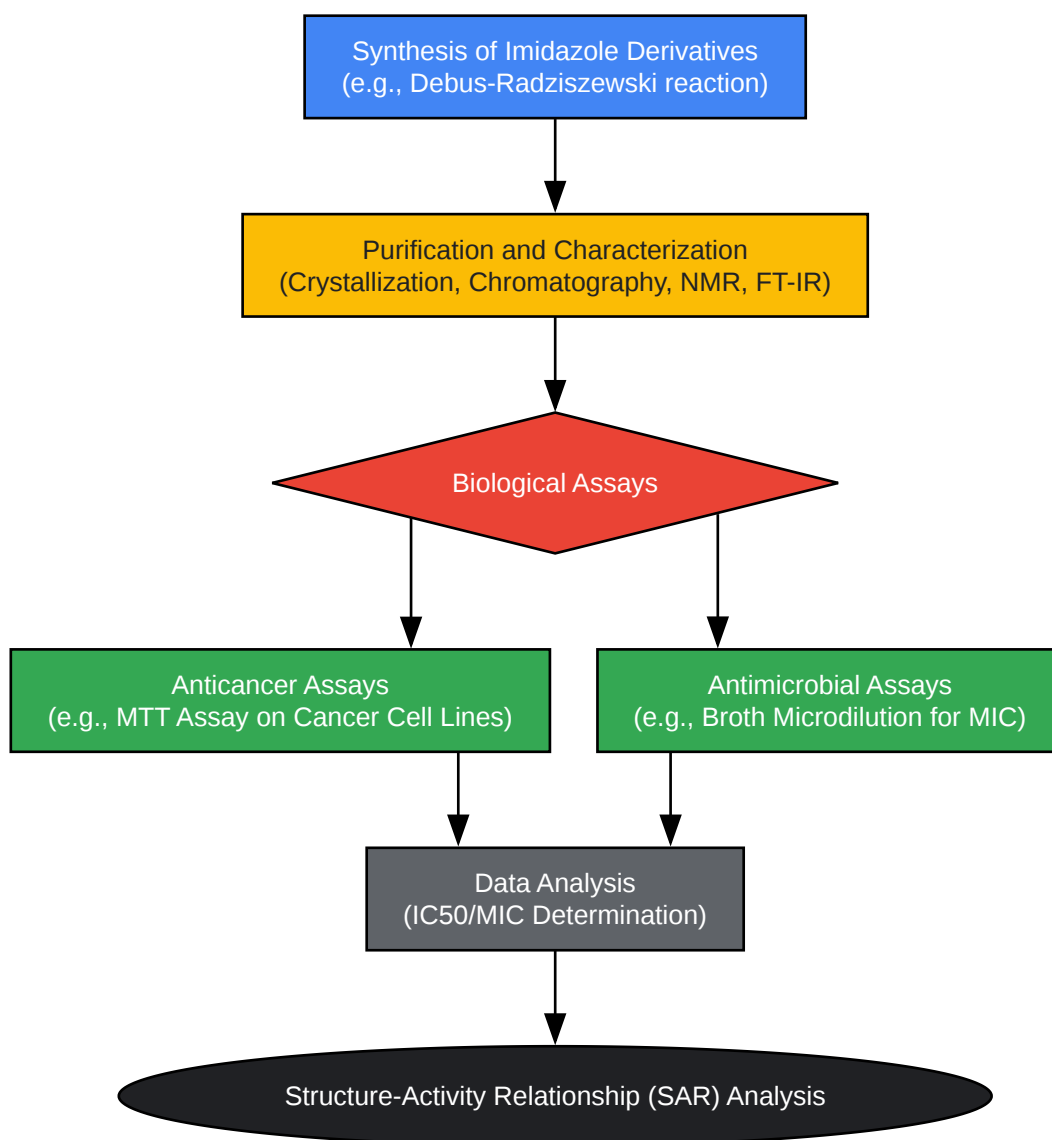 Synthesis of Imidazole Derivatives
(e.g., Debus-Radziszewski reaction)
Purification and Characterization
(Crystallization, Chromatography, NMR, FT-IR)
Biological Assays
Anticancer Assays
(e.g., MTT Assay on Cancer Cell Lines)
Antimicrobial Assays
(e.g., Broth Microdilution for MIC)
Data Analysis
(IC50/MIC Determination)
Structure-Activity Relationship (SAR) Analysis